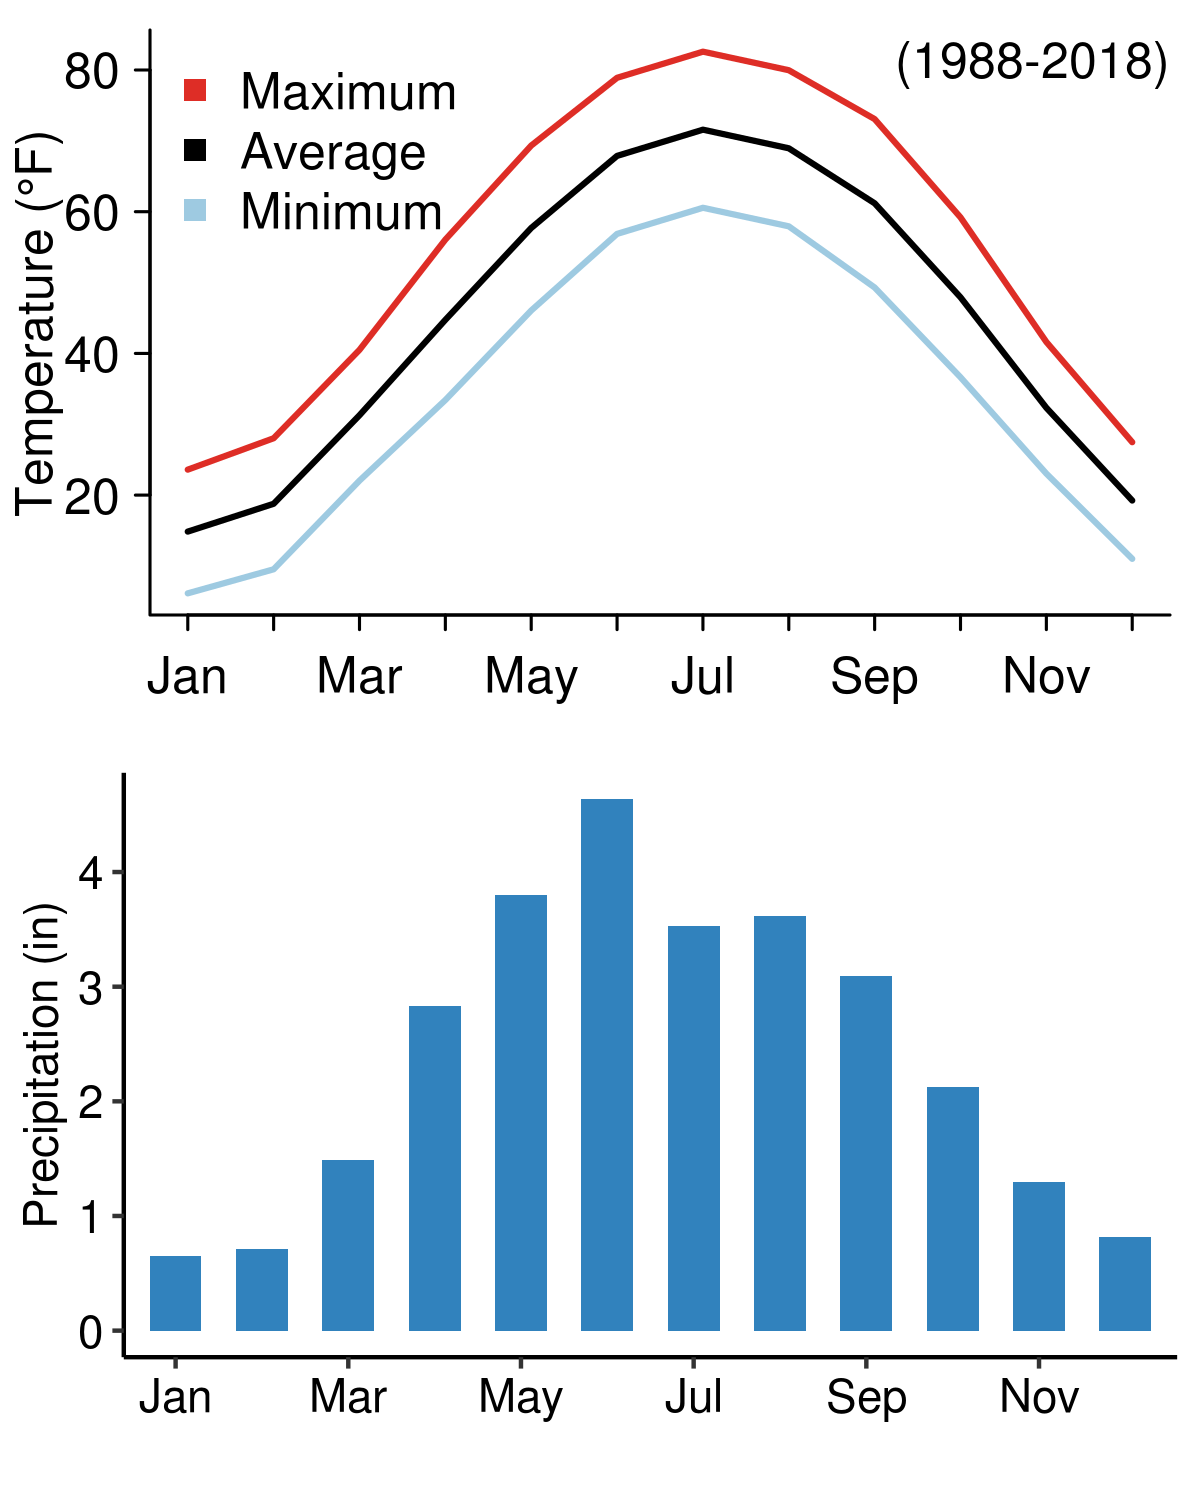 (1988-2018)
Maximum
Average
Minimum
Temperature (°F)
80
60
40
20
Jan Mar May Jul Sep Nov
Precipitation (in)
4
3
2
1
0
Jan Mar May Jul Sep Nov